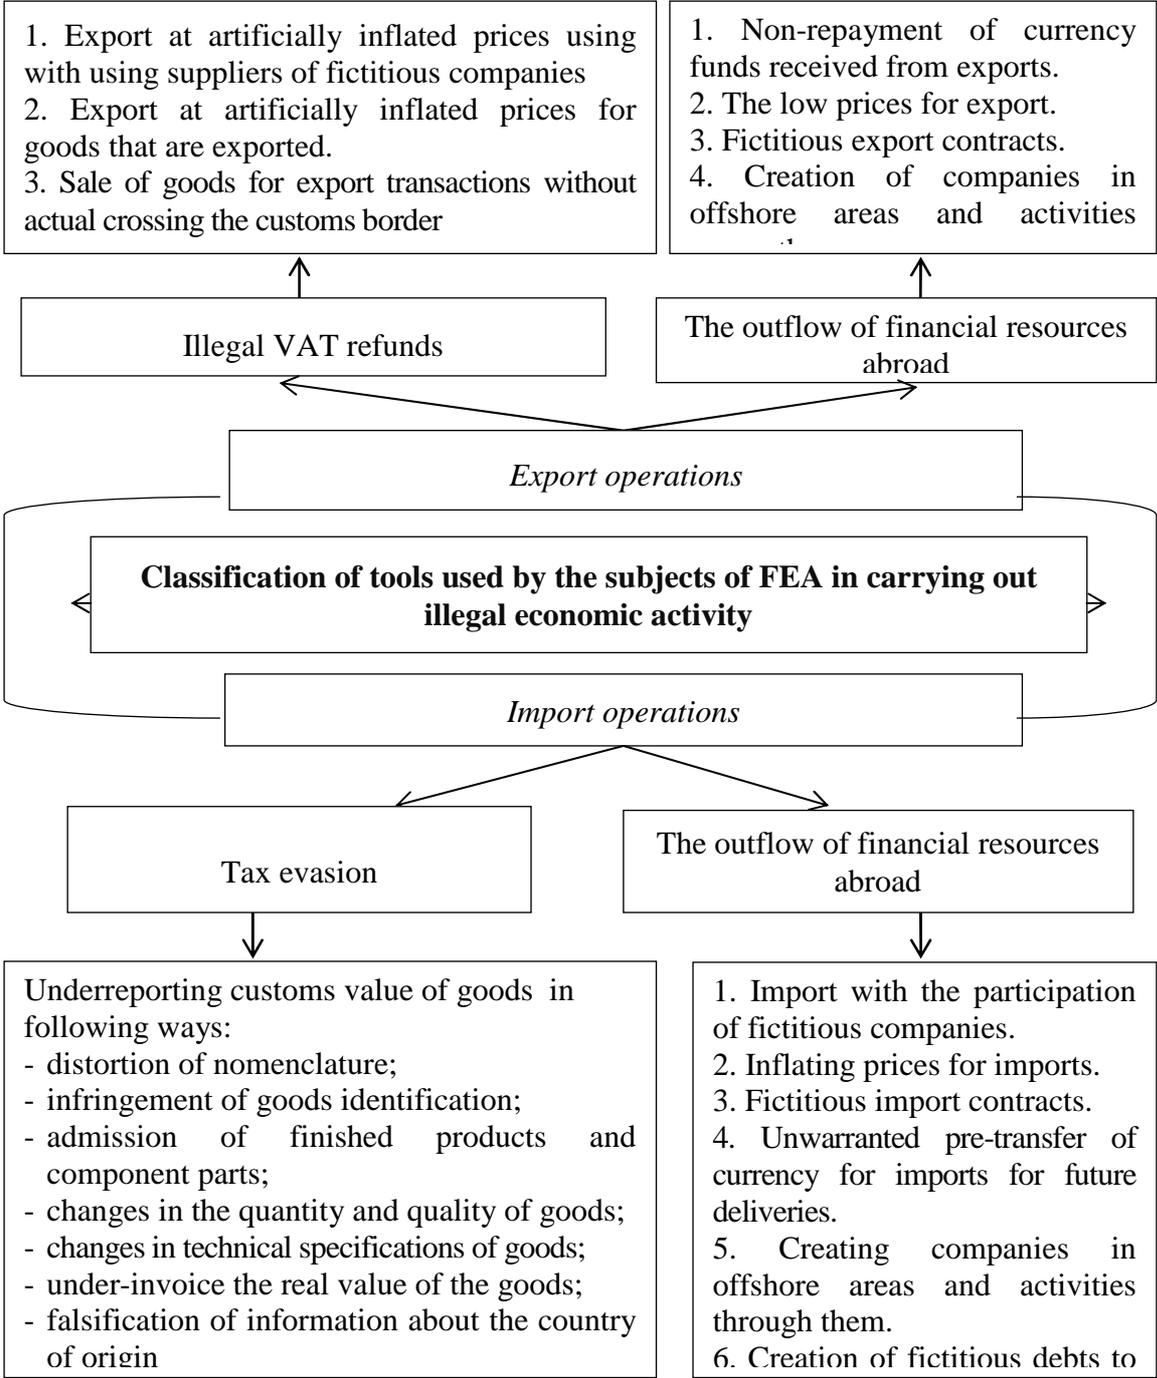 1. Export at artificially inflated prices using
with using suppliers of fictitious companies
2. Export at artificially inflated prices for
goods that are exported.
3. Sale of goods for export transactions without
actual crossing the customs border
1. Non-repayment of currency
funds received from exports.
2. The low prices for export.
3. Fictitious export contracts.
4. Creation of companies in
offshore areas and activities
Illegal VAT refunds
The outflow of financial resources
abroad
Export operations
Classification of tools used by the subjects of FEA in carrying out
illegal economic activity
Import operations
Tax evasion
The outflow of financial resources
abroad
Underreporting customs value of goods in
following ways:
- distortion of nomenclature;
- infringement of goods identification;
- admission of finished products and
component parts;
- changes in the quantity and quality of goods;
- changes in technical specifications of goods;
- under-invoice the real value of the goods;
- falsification of information about the country
of origin
1. Import with the participation
of fictitious companies.
2. Inflating prices for imports.
3. Fictitious import contracts.
4. Unwarranted pre-transfer of
currency for imports for future
deliveries.
5. Creating companies in
offshore areas and activities
through them.
6. Creation of fictitious debts to